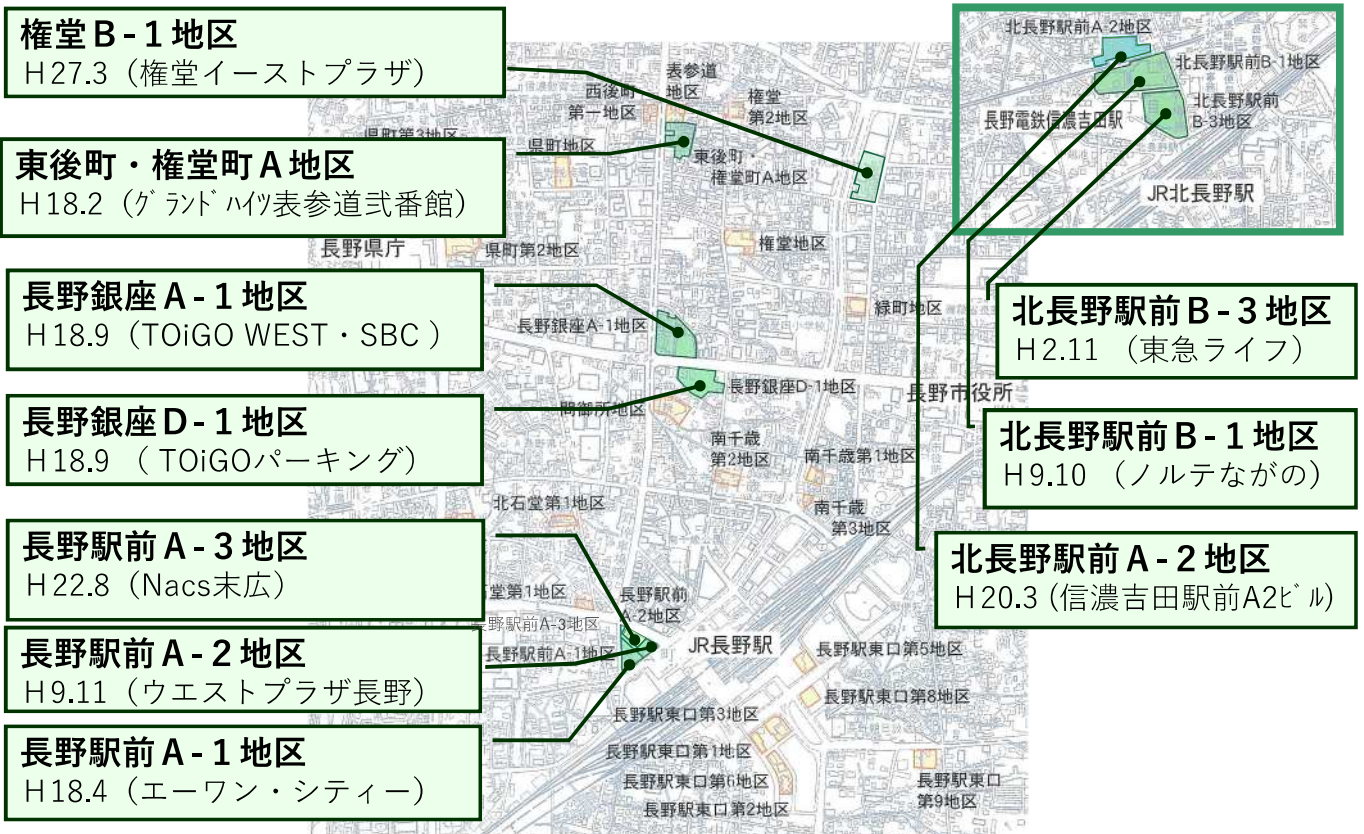 権堂B-1地区
H27.3（権堂イーストプラザ）
東後町・権堂町A地区
H18.2（グランドハイツ表参道弐番館）
長野銀座A-1地区
H18.9（TOiGO WEST・SBC）
長野銀座D-1地区
H18.9（TOiGOパーキング）
長野駅前A-3地区
H22.8（Nacs末広）
長野駅前A-2地区
H9.11（ウエストプラザ長野）
長野駅前A-1地区
H18.4（エーワン・シティー）
表参道
地区
西後町
第一地区
権堂
第2地区
県町第3地区
県町地区
東後町・
権堂町A地区
長野県庁
県町第2地区
権堂地区
緑町地区
長野銀座A-1地区
長野銀座D-1地区
問御所地区
長野市役所
南千歳
第2地区
南千歳第1地区
南千歳
第3地区
北石堂第1地区
堂第1地区
長野駅前
A-2地区
長野駅前A-3地区
長野駅前A-1地区
JR長野駅
長野駅東口第5地区
長野駅東口第8地区
長野駅東口第3地区
長野駅東口第1地区
長野駅東口第6地区
長野駅東口第2地区
長野駅東口
第9地区
北長野駅前A-2地区
北長野駅前B-1地区
北長野駅前
B-3地区
長野電鉄信濃吉田駅
JR北長野駅
北長野駅前B-3地区
H2.11（東急ライフ）
北長野駅前B-1地区
H9.10（ノルテながの）
北長野駅前A-2地区
H20.3(信濃吉田駅前A2ビル)